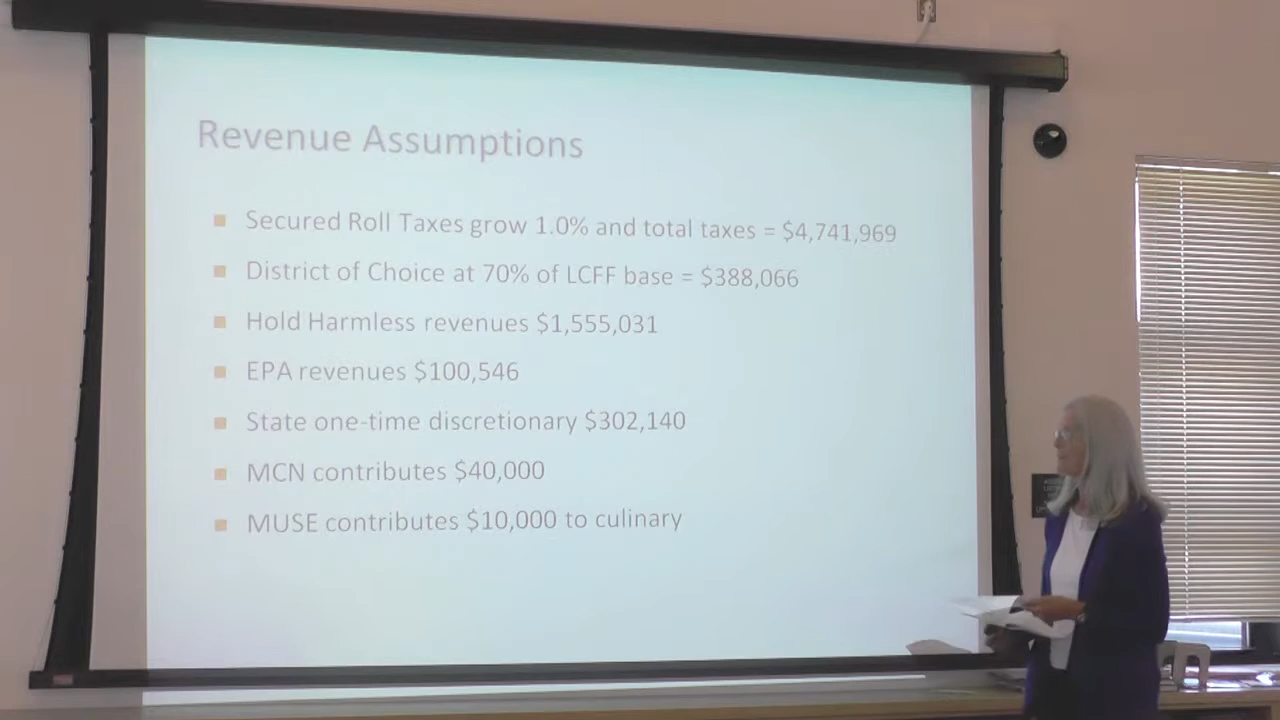 Revenue Assumptions
Secured Roll Taxes grow 1.0% and total taxes = $4,741,969
District of Choice at 70% of LCFF base = $388,066
Hold Harmless revenues $1,555,031
EPA revenues $100,546
State one-time discretionary $302,140
MCN contributes $40,000
MUSE contributes $10,000 to culinary